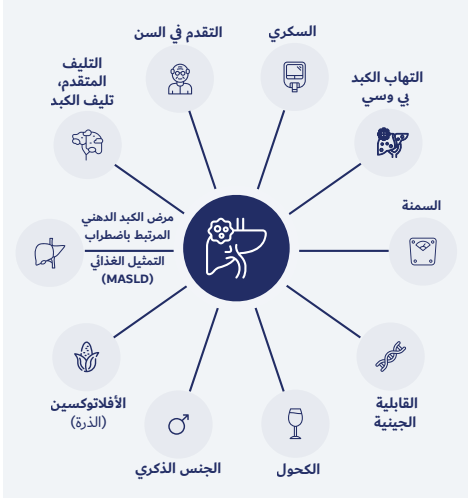 التقدم في السن
السكري
التليف
المتقدم،
تليف الكبد
التهاب الكبد
بي وسي
السمنة
مرض الكبد الدهني
المرتبط باضطراب
التمثيل الغذائي
(MASLD)
القابلية
الجينية
الأفلاتوكسين
(الذرة)
الكحول
الجنس الذكري